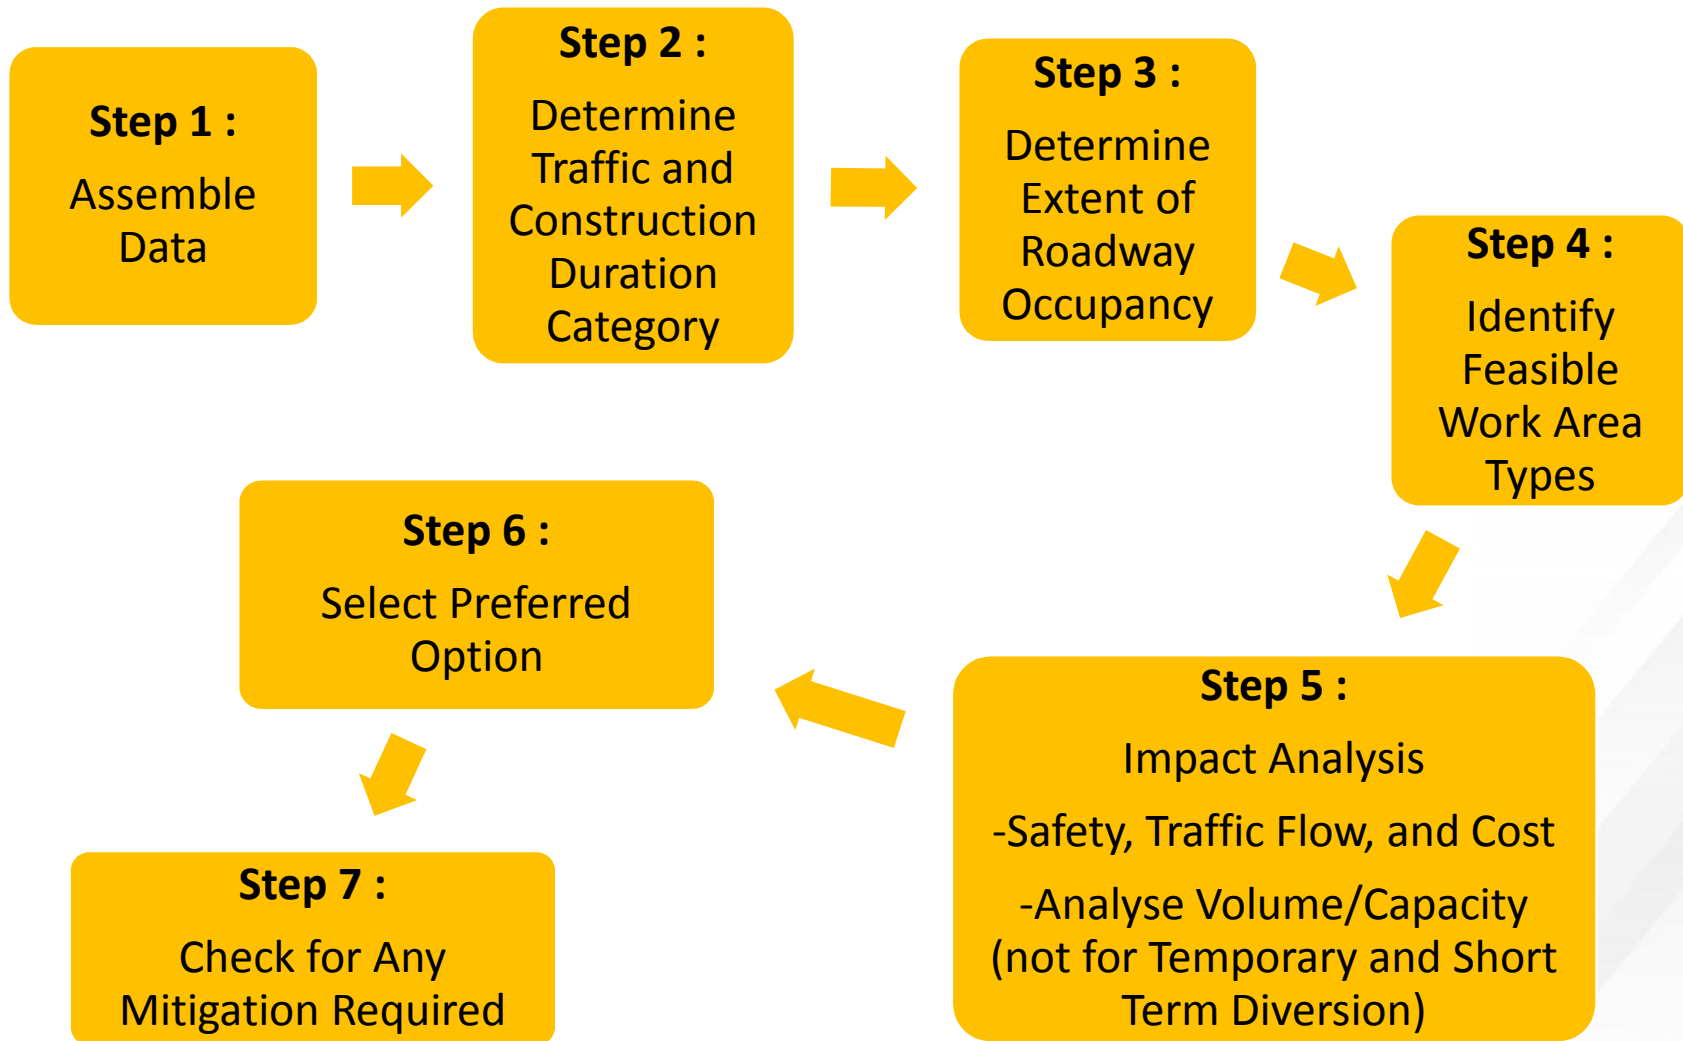 Step 1 :
Assemble
Data
Step 2 :
Determine
Traffic and
Construction
Duration
Category
Step 3 :
Determine
Extent of
Roadway
Occupancy
Step 4 :
Identify
Feasible
Work Area
Types
Step 5 :
Impact Analysis
-Safety, Traffic Flow, and Cost
-Analyse Volume/Capacity
(not for Temporary and Short
Term Diversion)
Step 6 :
Select Preferred
Option
Step 7 :
Check for Any
Mitigation Required